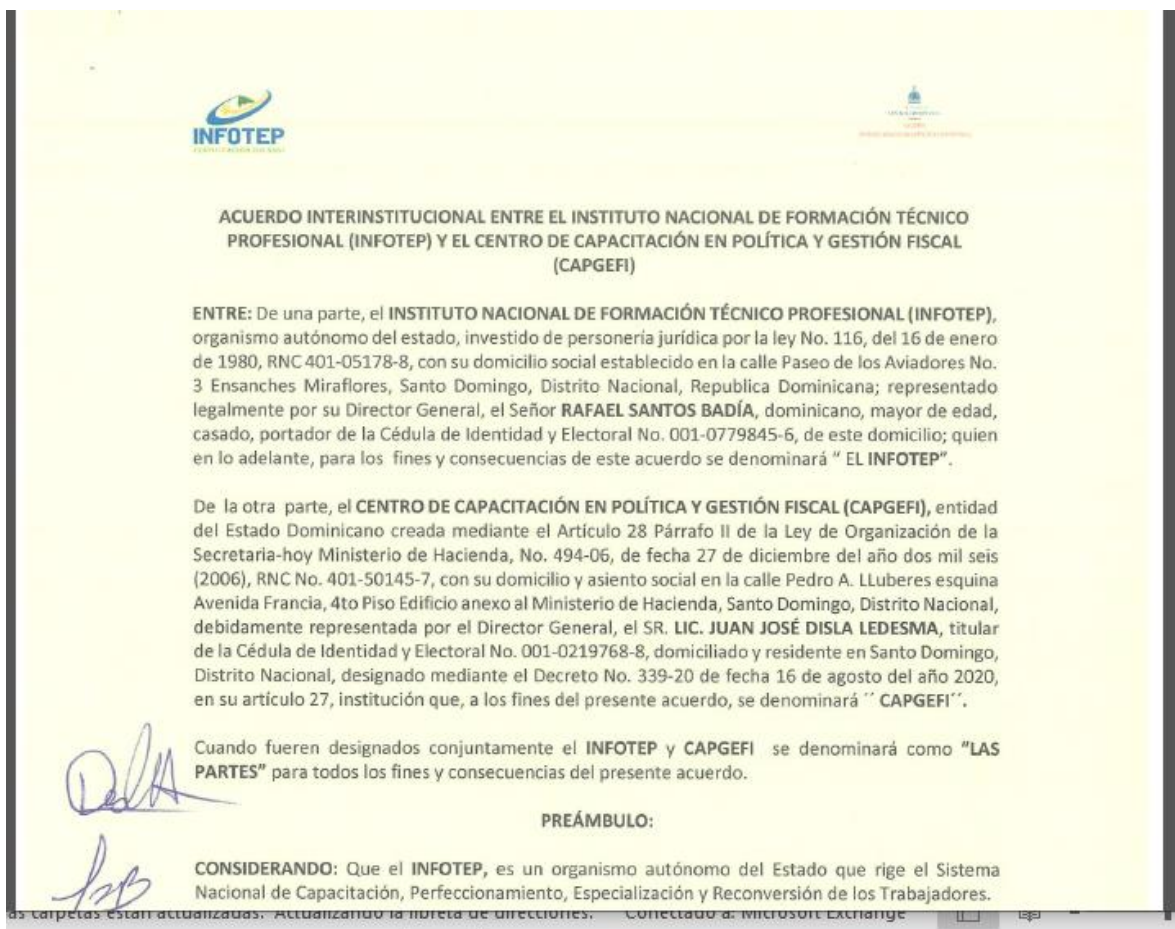 INFOTEP
ACUERDO INTERINSTITUCIONAL ENTRE EL INSTITUTO NACIONAL DE FORMACIÓN TÉCNICO
PROFESIONAL (INFOTEP) Y EL CENTRO DE CAPACITACIÓN EN POLÍTICA Y GESTIÓN FISCAL
(CAPGEFI)
ENTRE: De una parte, el INSTITUTO NACIONAL DE FORMACIÓN TÉCNICO PROFESIONAL (INFOTEP),
organismo autónomo del estado, investido de personería jurídica por la ley No. 116, del 16 de enero
de 1980, RNC 401-05178-8, con su domicilio social establecido en la calle Paseo de los Aviadores No.
3 Ensanches Miraflores, Santo Domingo, Distrito Nacional, Republica Dominicana; representado
legalmente por su Director General, el Señor RAFAEL SANTOS BADÍA, dominicano, mayor de edad,
casado, portador de la Cédula de Identidad y Electoral No. 001-0779845-6, de este domicilio; quien
en lo adelante, para los fines y consecuencias de este acuerdo se denominará " EL INFOTEP".
De la otra parte, el CENTRO DE CAPACITACIÓN EN POLÍTICA Y GESTIÓN FISCAL (CAPGEFI), entidad
del Estado Dominicano creada mediante el Artículo 28 Párrafo II de la Ley de Organización de la
Secretaria-hoy Ministerio de Hacienda, No. 494-06, de fecha 27 de diciembre del año dos mil seis
(2006), RNC No. 401-50145-7, con su domicilio y asiento social en la calle Pedro A. LLuberes esquina
Avenida Francia, 4to Piso Edificio anexo al Ministerio de Hacienda, Santo Domingo, Distrito Nacional,
debidamente representada por el Director General, el SR. LIC. JUAN JOSÉ DISLA LEDESMA, titular
de la Cédula de Identidad y Electoral No. 001-0219768-8, domiciliado y residente en Santo Domingo,
Distrito Nacional, designado mediante el Decreto No. 339-20 de fecha 16 de agosto del año 2020,
en su artículo 27, institución que, a los fines del presente acuerdo, se denominará ´´ CAPGEFI´´.
Cuando fueren designados conjuntamente el INFOTEP y CAPGEFI se denominará como "LAS
PARTES" para todos los fines y consecuencias del presente acuerdo.
PREÁMBULO:
CONSIDERANDO: Que el INFOTEP, es un organismo autónomo del Estado que rige el Sistema
Nacional de Capacitación, Perfeccionamiento, Especialización y Reconversión de los Trabajadores.
as carpetas están actualizadas. Actualizando la libreta de direcciones. Conectado a: Microsoft Exchange